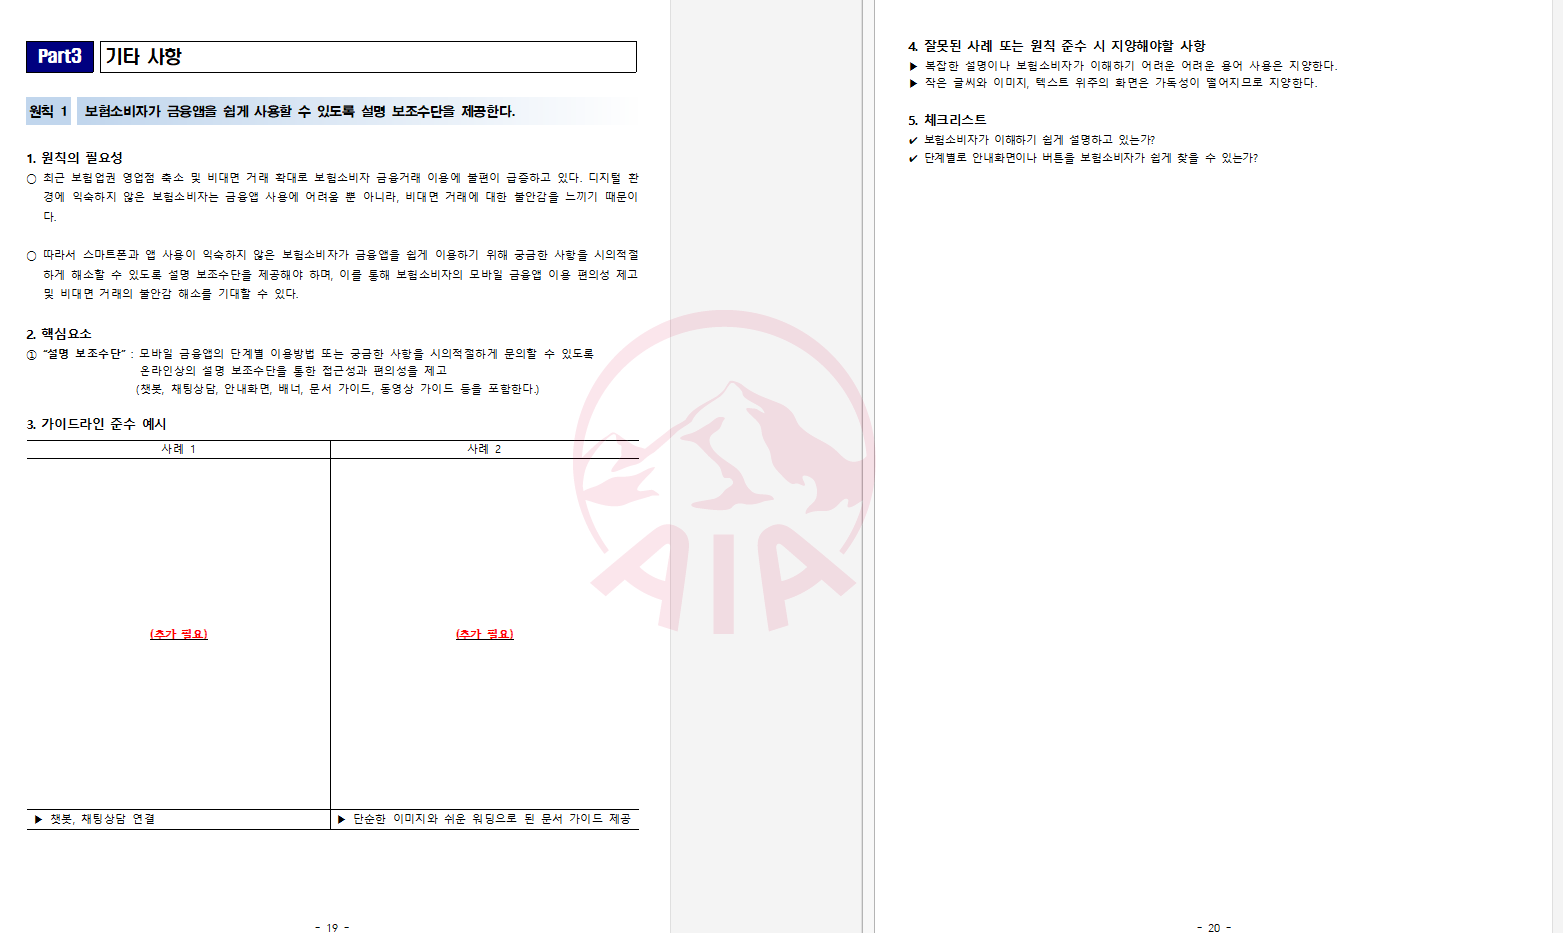 Part3 기타 사항
원칙 1 보험소비자가 금융앱을 쉽게 사용할 수 있도록 설명 보조수단을 제공한다.
1. 원칙의 필요성
○ 최근 보험업권 영업점 축소 및 비대면 거래 확대로 보험소비자 금융거래 이용에 불편이 급증하고 있다. 디지털 환
경에 익숙하지 않은 보험소비자는 금융앱 사용에 어려움 뿐 아니라, 비대면 거래에 대한 불안감을 느끼기 때문이
다.
○ 따라서 스마트폰과 앱 사용이 익숙하지 않은 보험소비자가 금융앱을 쉽게 이용하기 위해 궁금한 사항을 시의적절
하게 해소할 수 있도록 설명 보조수단을 제공해야 하며, 이를 통해 보험소비자의 모바일 금융앱 이용 편의성 제고
및 비대면 거래의 불안감 해소를 기대할 수 있다.
2. 핵심요소
① “설명 보조수단” : 모바일 금융앱의 단계별 이용방법 또는 궁금한 사항을 시의적절하게 문의할 수 있도록
온라인상의 설명 보조수단을 통한 접근성과 편의성을 제고
(챗봇, 채팅상담, 안내화면, 배너, 문서 가이드, 동영상 가이드 등을 포함한다.)
3. 가이드라인 준수 예시
사례 1 사례 2
(추가 필요) (추가 필요)
▶ 챗봇, 채팅상담 연결 ▶ 단순한 이미지와 쉬운 워딩으로 된 문서 가이드 제공
- 19 -
4. 잘못된 사례 또는 원칙 준수 시 지양해야할 사항
▶ 복잡한 설명이나 보험소비자가 이해하기 어려운 어려운 용어 사용은 지양한다.
▶ 작은 글씨와 이미지, 텍스트 위주의 화면은 가독성이 떨어지므로 지양한다.
5. 체크리스트
✔ 보험소비자가 이해하기 쉽게 설명하고 있는가?
✔ 단계별로 안내화면이나 버튼을 보험소비자가 쉽게 찾을 수 있는가?
- 20 -
AIA